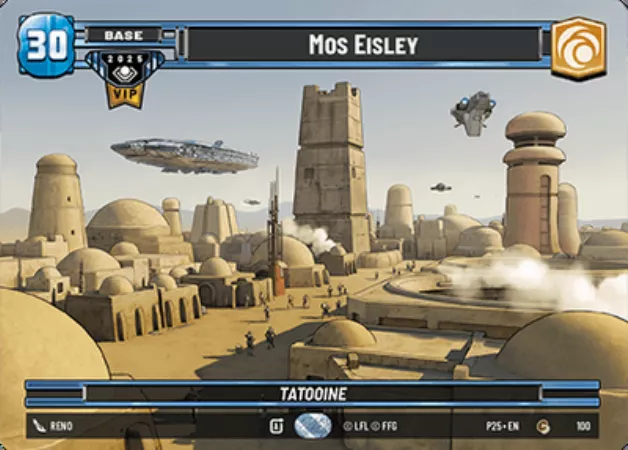 30
BASE
MOS EISLEY
2025
VIP
TATOOINE
RENO
© LFL © FFG
P25 • EN
100